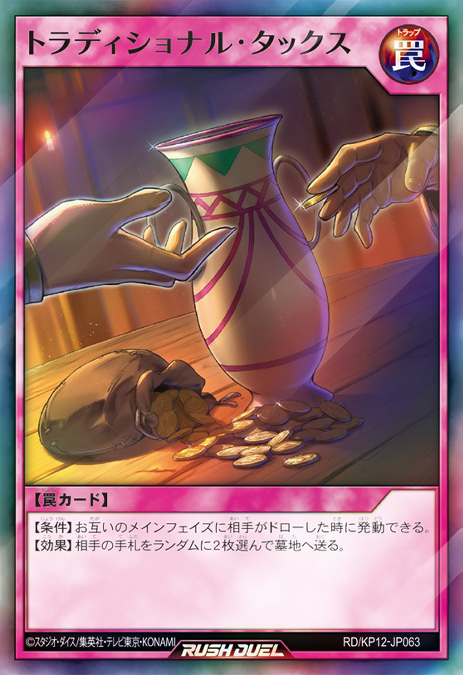 トラディショナル・タックス
トラップ
罠
【罠カード】
【条件】お互いのメインフェイズに相手がドローした時に発動できる。
【効果】相手の手札をランダムに2枚選んで墓地へ送る。
©スタジオ・ダイス/集英社・テレビ東京・KONAMI
RUSH DUEL
RD/KP12-JP063